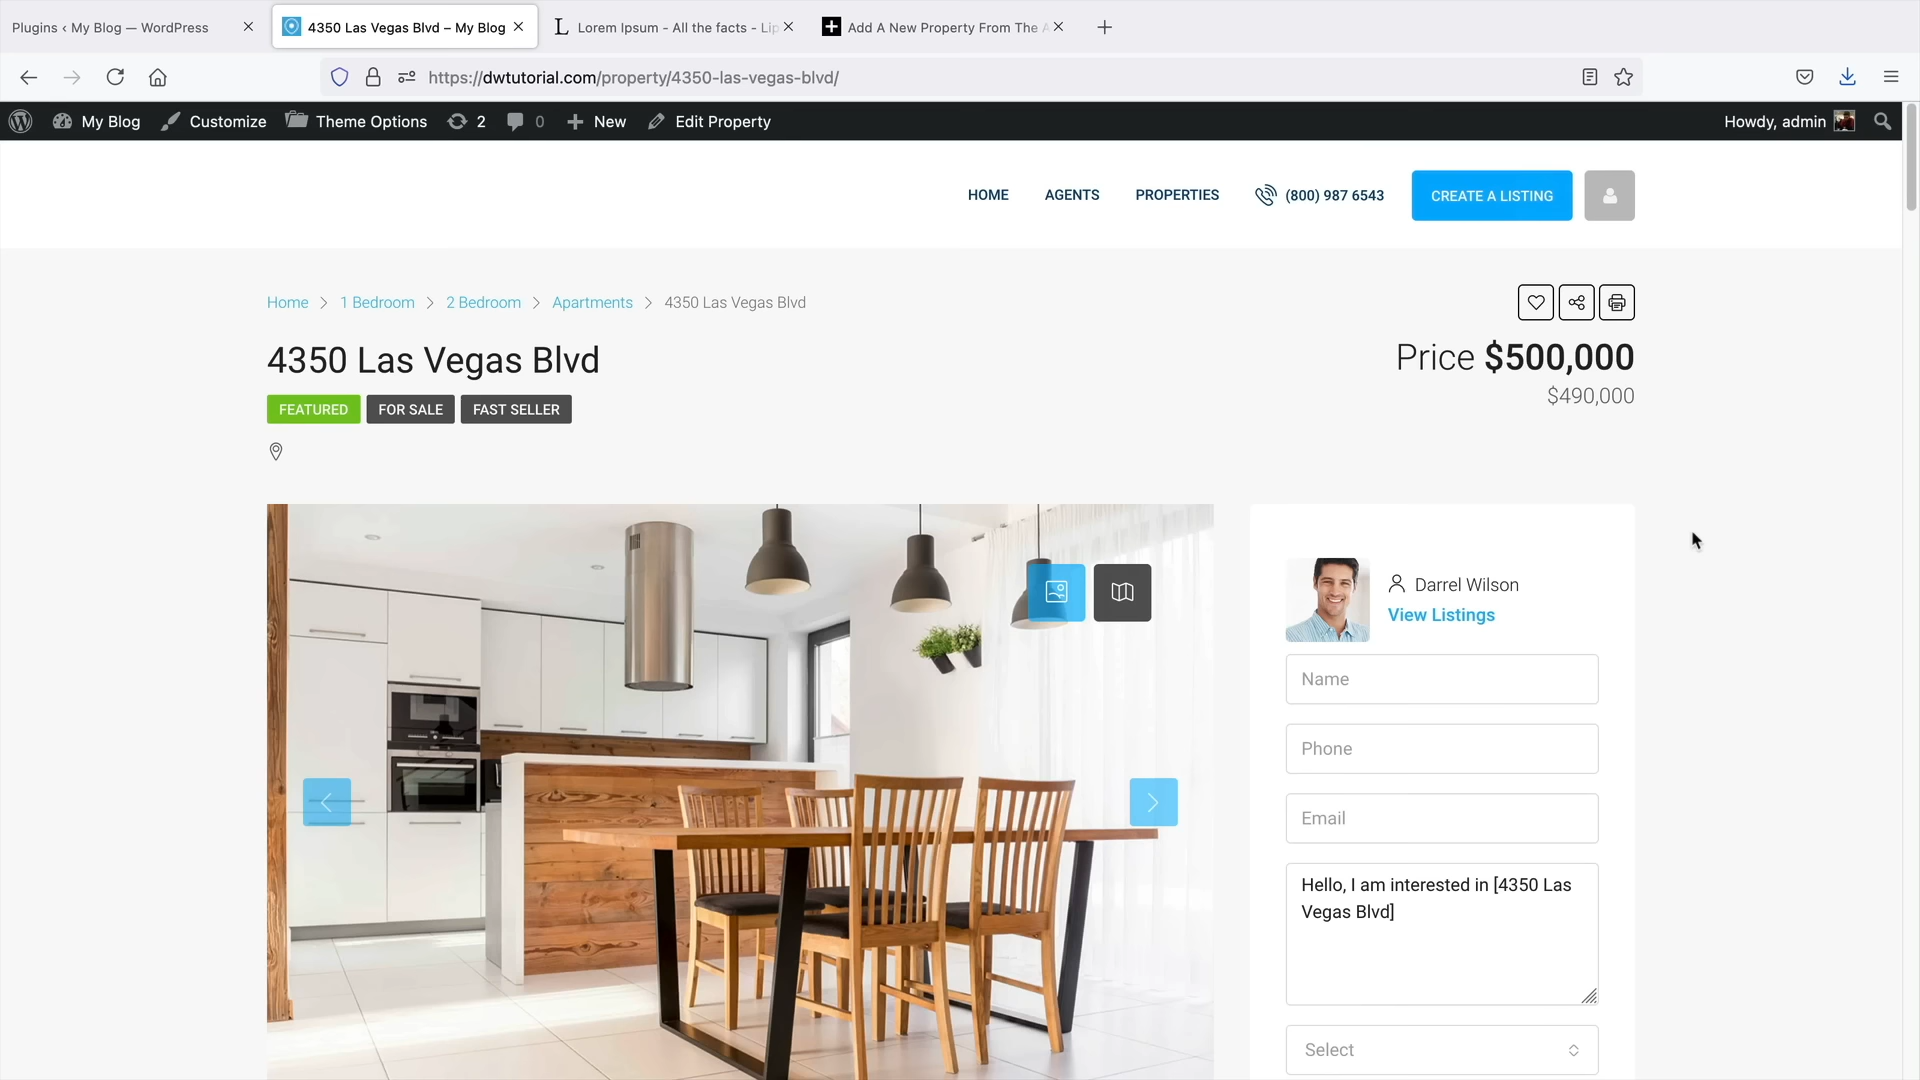 Plugins ‹ My Blog — WordPress
4350 Las Vegas Blvd – My Blog
Lorem Ipsum - All the facts - Lip
Add A New Property From The A
https://dwtutorial.com/property/4350-las-vegas-blvd/
My Blog
Customize
Theme Options
2
0
New
Edit Property
Howdy, admin
HOME
AGENTS
PROPERTIES
(800) 987 6543
CREATE A LISTING
Home
1 Bedroom
2 Bedroom
Apartments
4350 Las Vegas Blvd
4350 Las Vegas Blvd
Price $500,000
$490,000
FEATURED
FOR SALE
FAST SELLER
Darrel Wilson
View Listings
Name
Phone
Email
Hello, I am interested in [4350 Las
Vegas Blvd]
Select